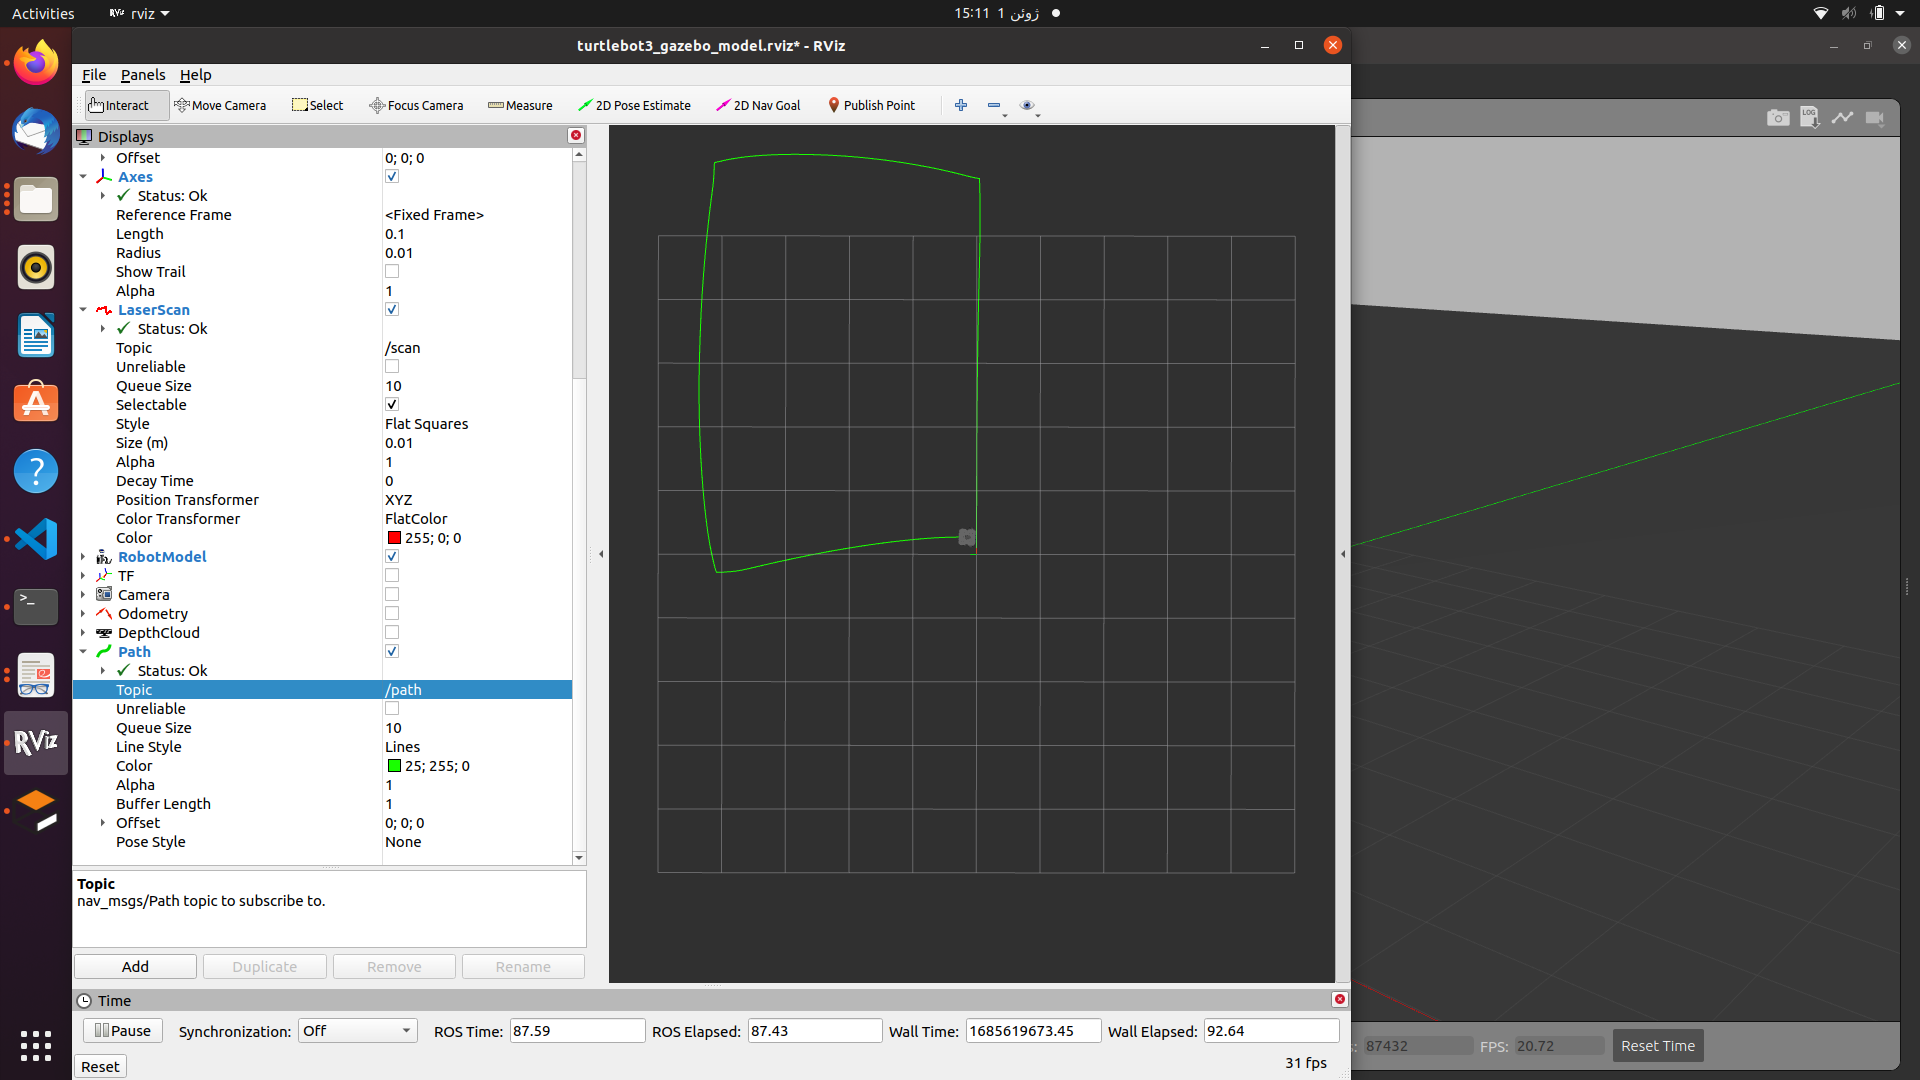 Activities
rviz
15:11 1 ژوئن
turtlebot3_gazebo_model.rviz* - RViz
File Panels Help
Interact Move Camera Select Focus Camera Measure 2D Pose Estimate 2D Nav Goal Publish Point
Displays
Offset 0; 0; 0
Axes
Status: Ok
Reference Frame <Fixed Frame>
Length 0.1
Radius 0.01
Show Trail
Alpha 1
LaserScan
Status: Ok
Topic /scan
Unreliable
Queue Size 10
Selectable
Style Flat Squares
Size (m) 0.01
Alpha 1
Decay Time 0
Position Transformer XYZ
Color Transformer FlatColor
Color 255; 0; 0
RobotModel
TF
Camera
Odometry
DepthCloud
Path
Status: Ok
Topic /path
Unreliable
Queue Size 10
Line Style Lines
Color 25; 255; 0
Alpha 1
Buffer Length 1
Offset 0; 0; 0
Pose Style None
Topic
nav_msgs/Path topic to subscribe to.
Add Duplicate Remove Rename
Time
Pause Synchronization: Off ROS Time: 87.59 ROS Elapsed: 87.43 Wall Time: 1685619673.45 Wall Elapsed: 92.64
Reset 31 fps
87432 FPS: 20.72 Reset Time
LOG
RViz